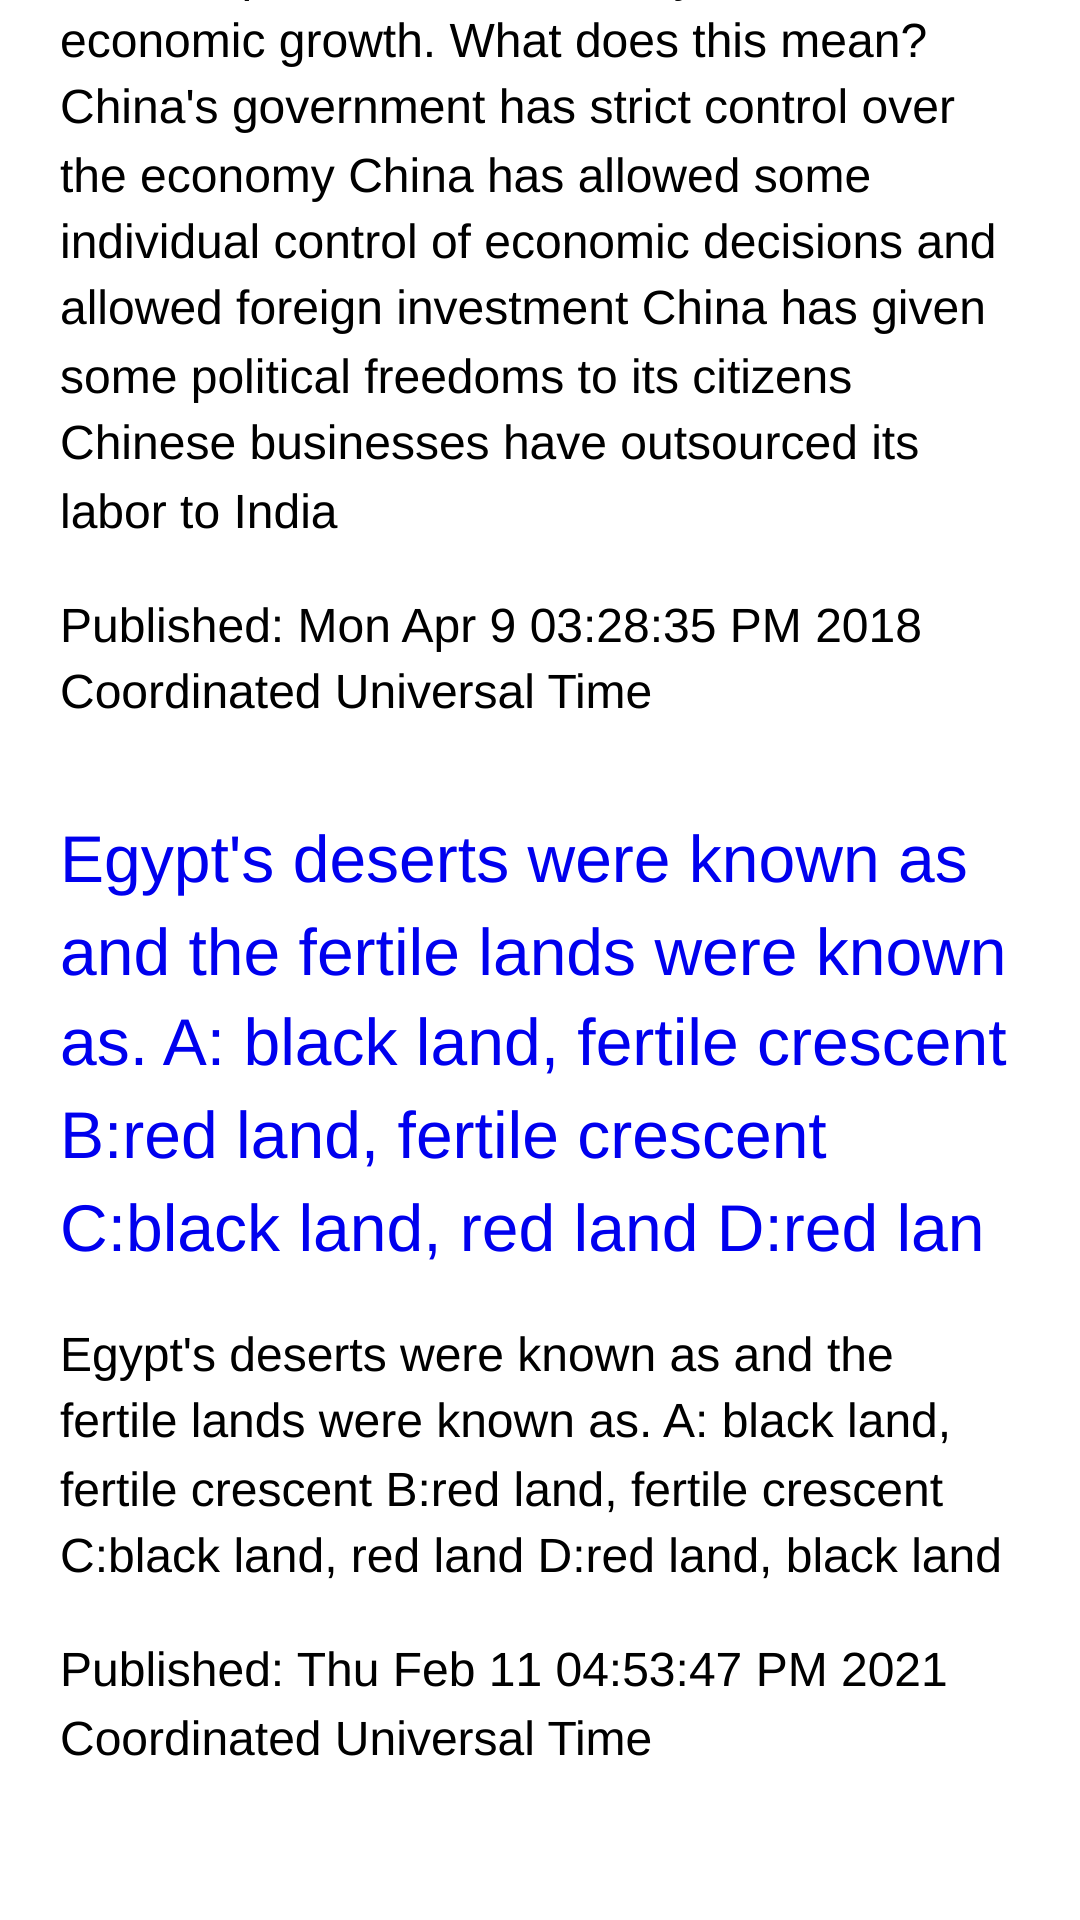 economic growth. What does this mean?
China's government has strict control over
the economy China has allowed some
individual control of economic decisions and
allowed foreign investment China has given
some political freedoms to its citizens
Chinese businesses have outsourced its
labor to India
Published: Mon Apr 9 03:28:35 PM 2018
Coordinated Universal Time
Egypt's deserts were known as
and the fertile lands were known
as. A: black land, fertile crescent
B:red land, fertile crescent
C:black land, red land D:red lan
Egypt's deserts were known as and the
fertile lands were known as. A: black land,
fertile crescent B:red land, fertile crescent
C:black land, red land D:red land, black land
Published: Thu Feb 11 04:53:47 PM 2021
Coordinated Universal Time